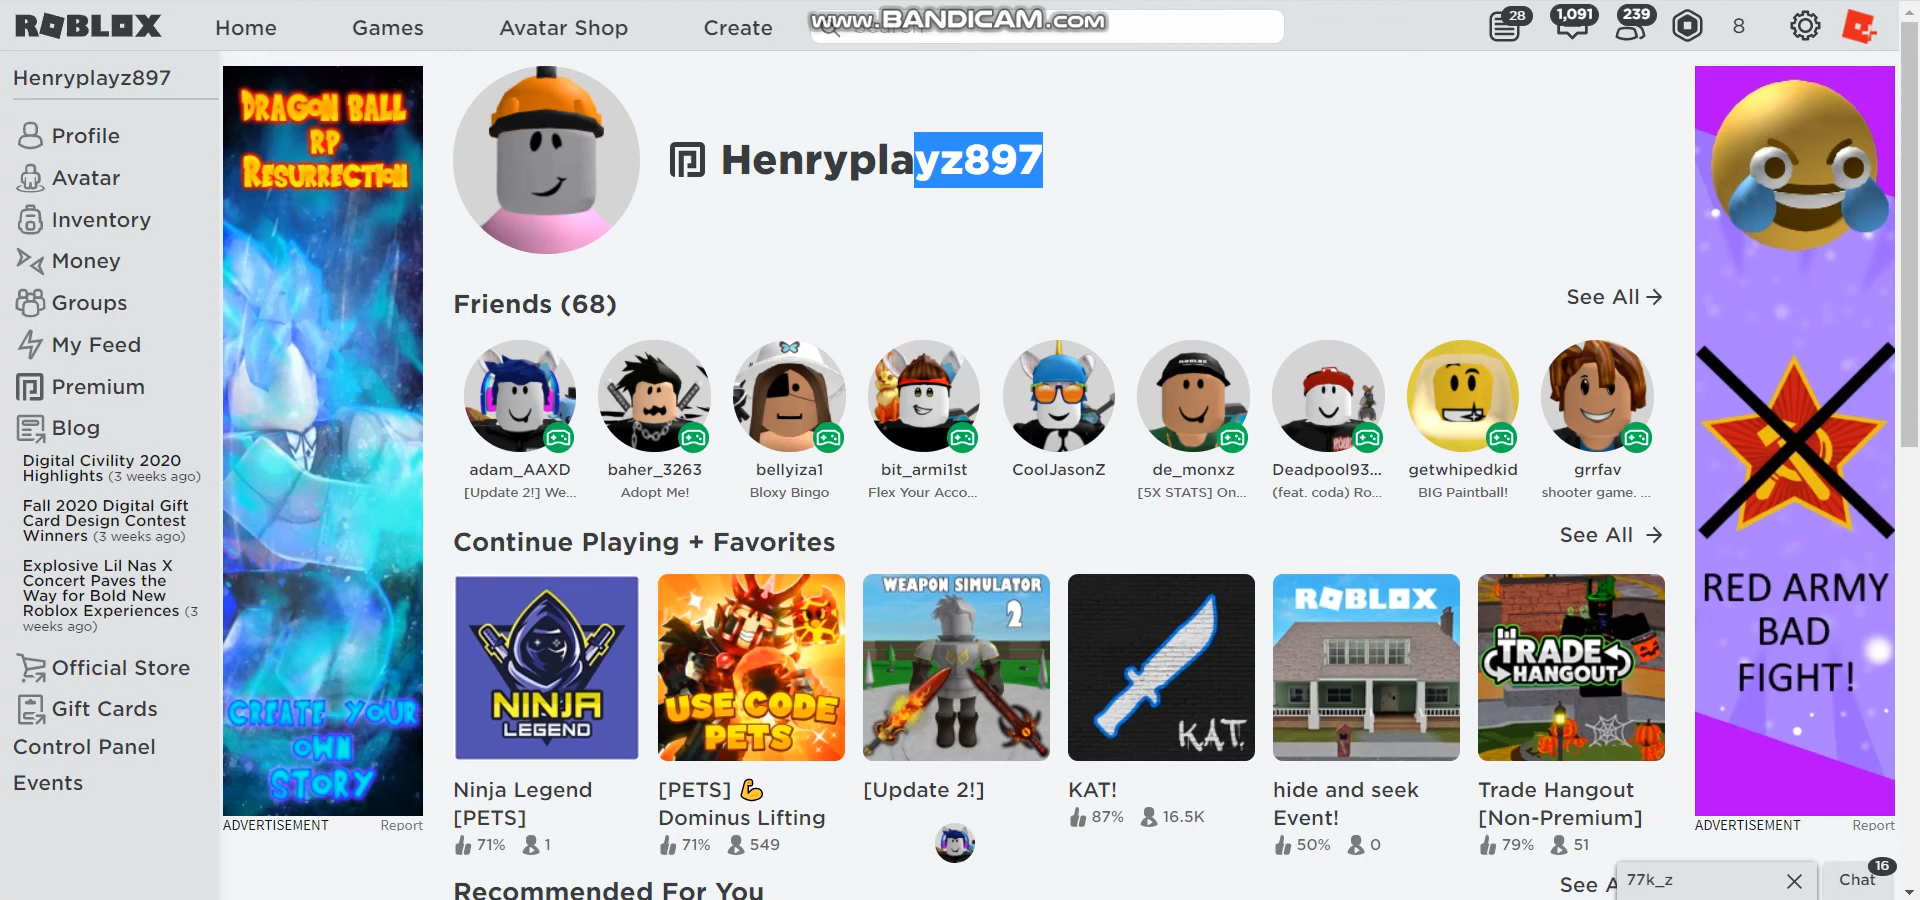 ROBLOX
Home
Games
Avatar Shop
Create
www.BANDICAM.com
28
1,091
239
8
Henryplayz897
Profile
Avatar
Inventory
Money
Groups
My Feed
Premium
Blog
Digital Civility 2020
Highlights (3 weeks ago)
Fall 2020 Digital Gift
Card Design Contest
Winners (3 weeks ago)
Explosive Lil Nas X
Concert Paves the
Way for Bold New
Roblox Experiences (3
weeks ago)
Official Store
Gift Cards
Control Panel
Events
DRAGON BALL
RP
RESURRECTION
CREATE YOUR
OWN
STORY
ADVERTISEMENT
Report
Henryplayz897
Friends (68)
See All
adam_AAXD
[Update 2!] We...
baher_3263
Adopt Me!
bellyiza1
Bloxy Bingo
bit_armi1st
Flex Your Acco...
CoolJasonZ
de_monxz
[5X STATS] On...
Deadpool93...
(feat. coda) Ro...
getwhipedkid
BIG Paintball!
grrfav
shooter game. ...
Continue Playing + Favorites
See All
NINJA
LEGEND
Ninja Legend
[PETS]
71%
1
USE CODE
PETS
[PETS] 💪
Dominus Lifting
71%
549
WEAPON SIMULATOR
2
[Update 2!]
KAT.
KAT!
87%
16.5K
ROBLOX
hide and seek
Event!
50%
0
TRADE
HANGOUT
Trade Hangout
[Non-Premium]
79%
51
Recommended For You
See A
RED ARMY
BAD
FIGHT!
ADVERTISEMENT
Report
77k_z
Chat
16